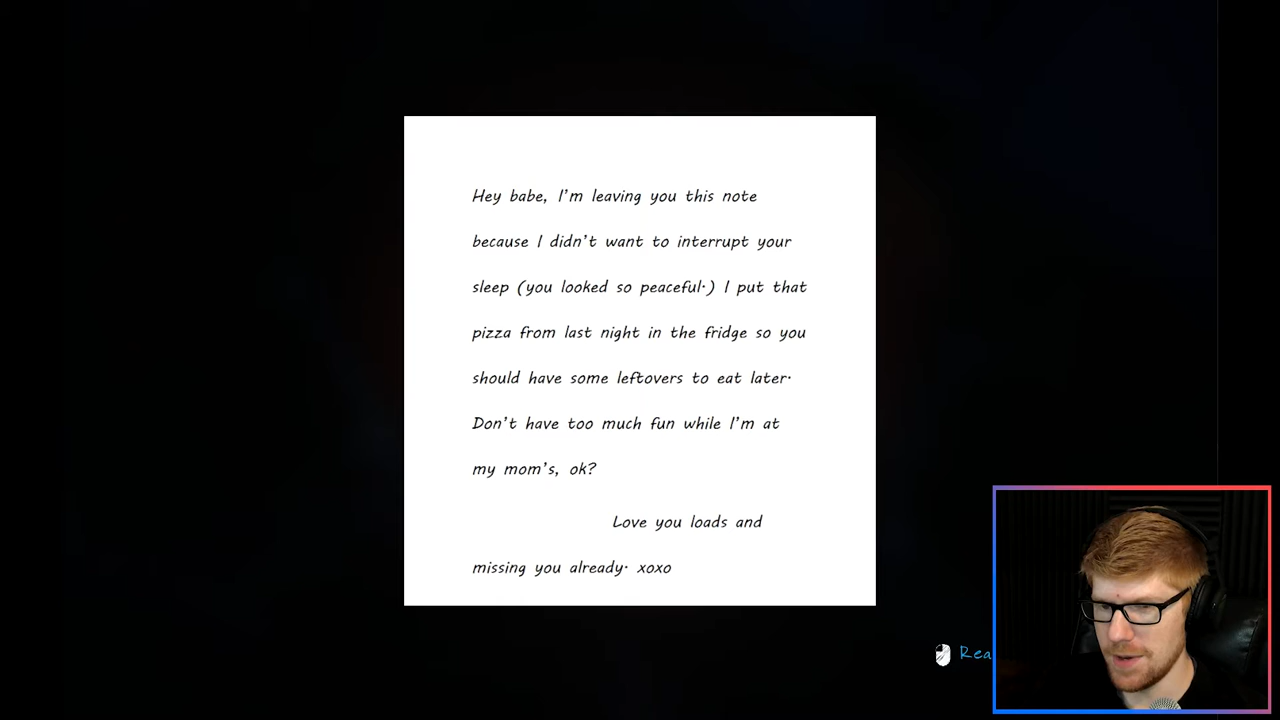 Hey babe, I'm leaving you this note
because I didn't want to interrupt your
sleep (you looked so peaceful.) I put that
pizza from last night in the fridge so you
should have some leftovers to eat later.
Don't have too much fun while I'm at
my mom's, ok?
Love you loads and
missing you already. xoxo